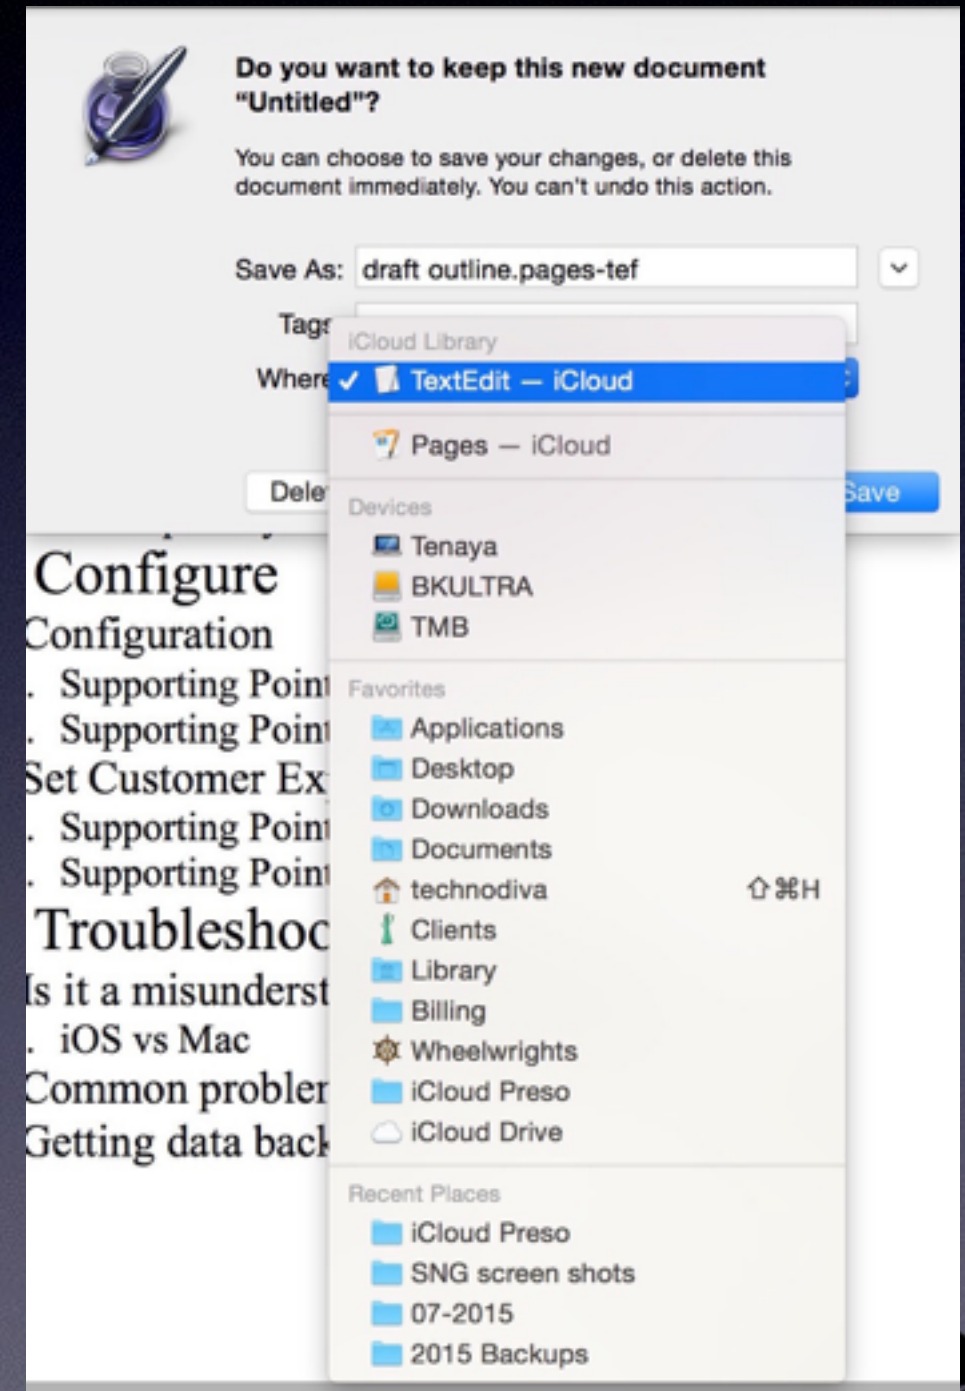 Do you want to keep this new document
“Untitled”?
You can choose to save your changes, or delete this
document immediately. You can't undo this action.
Save As: draft outline.pages-tef
Tags
iCloud Library
Where ✓ TextEdit — iCloud
Pages — iCloud
Dele Save
Devices
Tenaya
BKULTRA
TMB
Favorites
Applications
Desktop
Downloads
Documents
technodiva ⇧⌘H
Clients
Library
Billing
Wheelwrights
iCloud Preso
iCloud Drive
Recent Places
iCloud Preso
SNG screen shots
07-2015
2015 Backups
Configure
Configuration
. Supporting Point
. Supporting Point
Set Customer Ex
. Supporting Point
. Supporting Point
Troubleshoo
Is it a misunderst
. iOS vs Mac
Common probler
Getting data back